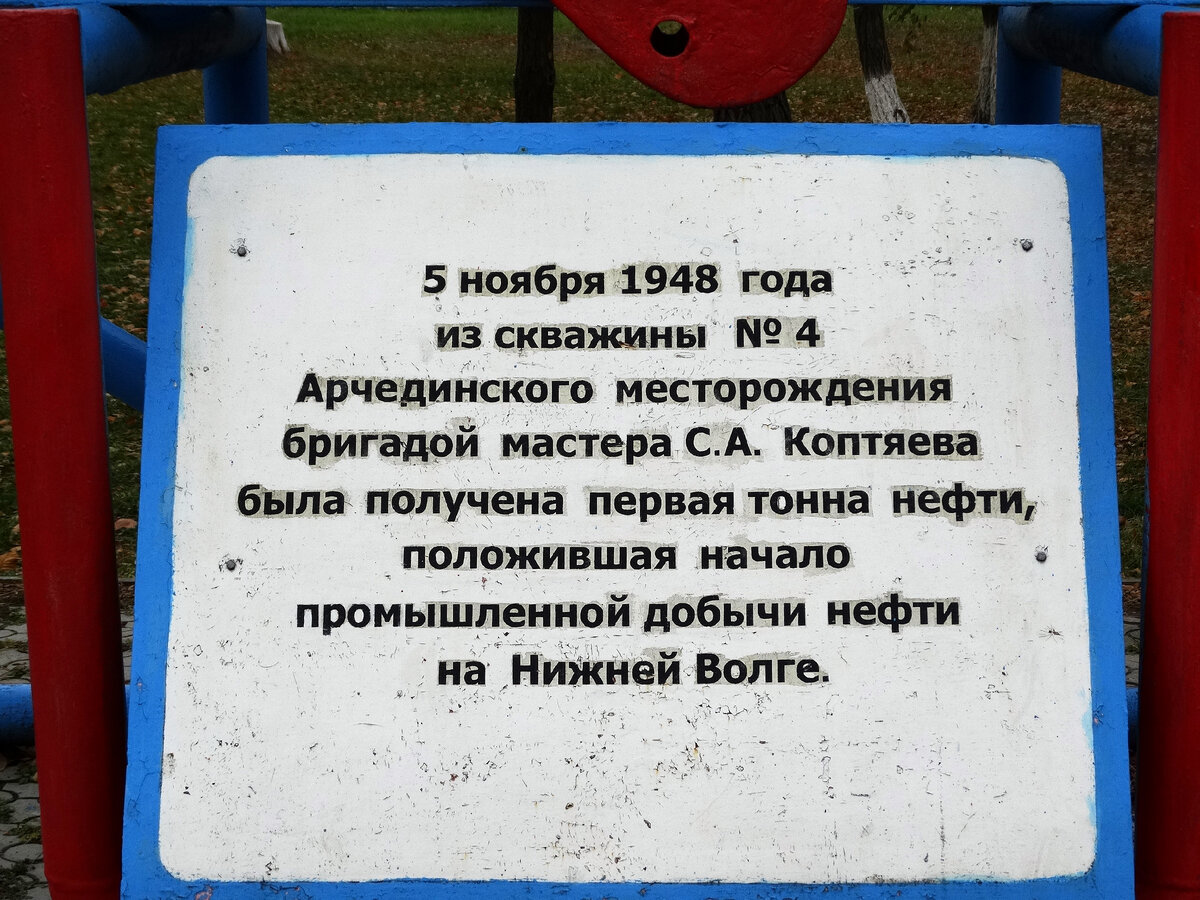 5 ноября 1948 года
из скважины № 4
Арчединского месторождения
бригадой мастера С.А. Коптяева
была получена первая тонна нефти,
положившая начало
промышленной добычи нефти
на Нижней Волге.